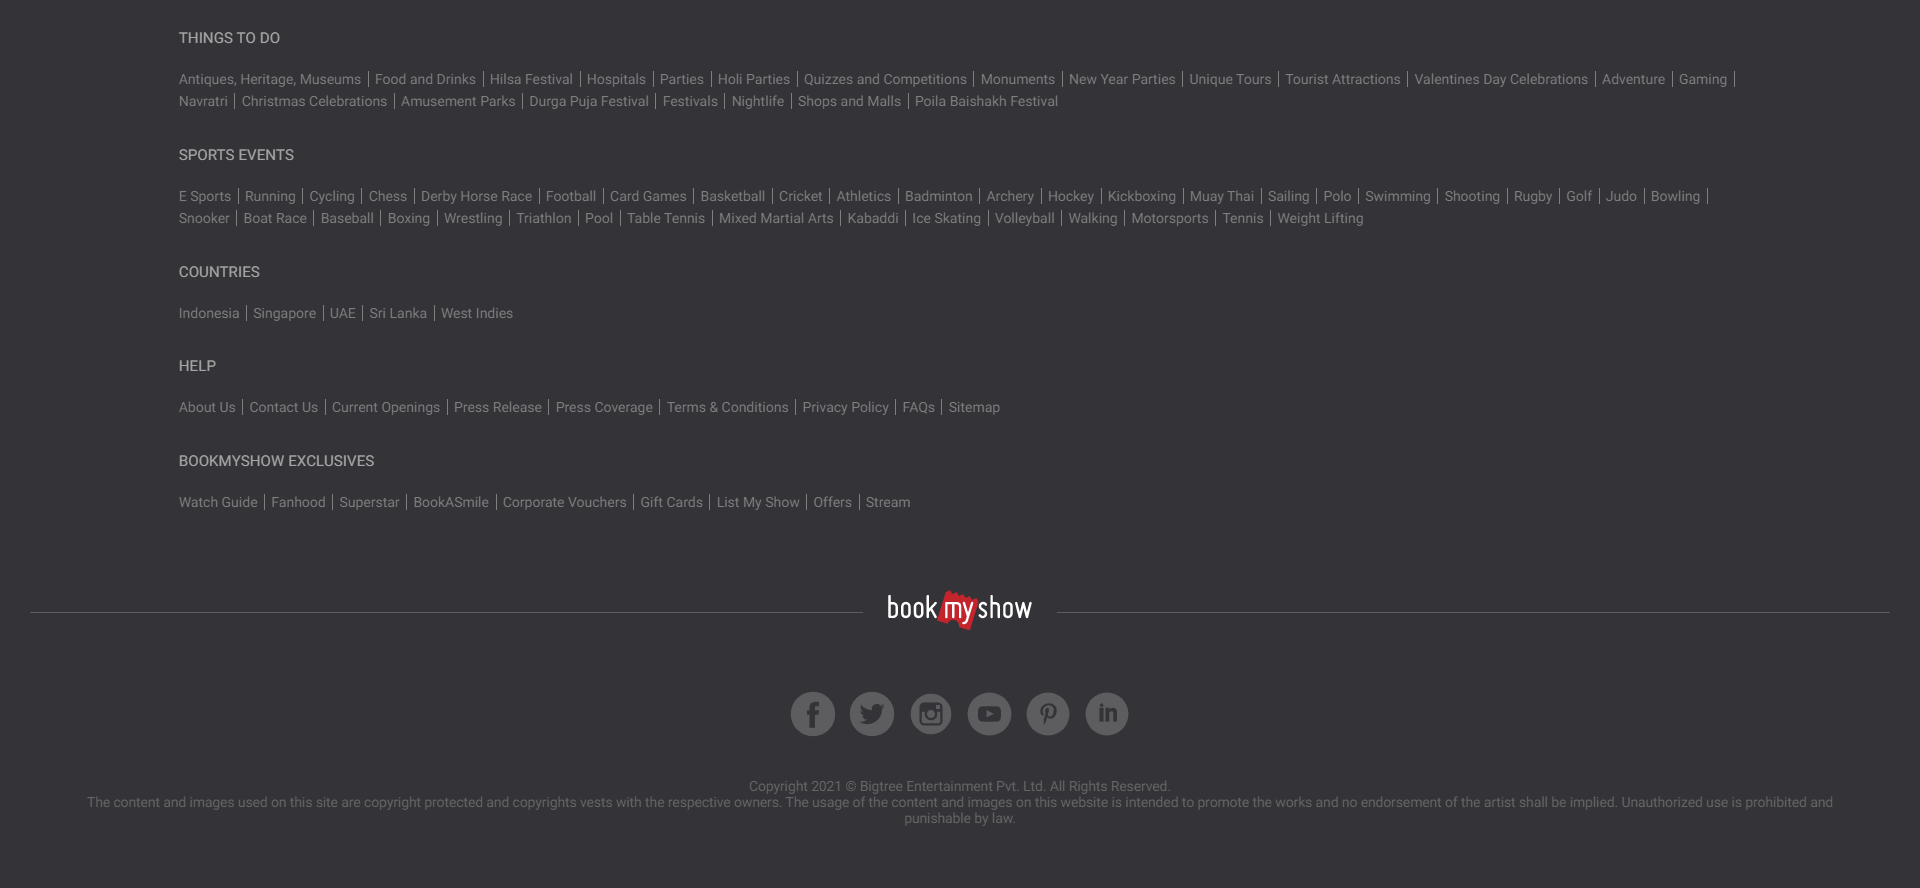 THINGS TO DO
Antiques, Heritage, Museums | Food and Drinks | Hilsa Festival | Hospitals | Parties | Holi Parties | Quizzes and Competitions | Monuments | New Year Parties | Unique Tours | Tourist Attractions | Valentines Day Celebrations | Adventure | Gaming |
Navratri | Christmas Celebrations | Amusement Parks | Durga Puja Festival | Festivals | Nightlife | Shops and Malls | Poila Baishakh Festival
SPORTS EVENTS
E Sports | Running | Cycling | Chess | Derby Horse Race | Football | Card Games | Basketball | Cricket | Athletics | Badminton | Archery | Hockey | Kickboxing | Muay Thai | Sailing | Polo | Swimming | Shooting | Rugby | Golf | Judo | Bowling |
Snooker | Boat Race | Baseball | Boxing | Wrestling | Triathlon | Pool | Table Tennis | Mixed Martial Arts | Kabaddi | Ice Skating | Volleyball | Walking | Motorsports | Tennis | Weight Lifting
COUNTRIES
Indonesia | Singapore | UAE | Sri Lanka | West Indies
HELP
About Us | Contact Us | Current Openings | Press Release | Press Coverage | Terms & Conditions | Privacy Policy | FAQs | Sitemap
BOOKMYSHOW EXCLUSIVES
Watch Guide | Fanhood | Superstar | BookASmile | Corporate Vouchers | Gift Cards | List My Show | Offers | Stream
book my show
Copyright 2021 © Bigtree Entertainment Pvt. Ltd. All Rights Reserved.
The content and images used on this site are copyright protected and copyrights vests with the respective owners. The usage of the content and images on this website is intended to promote the works and no endorsement of the artist shall be implied. Unauthorized use is prohibited and
punishable by law.